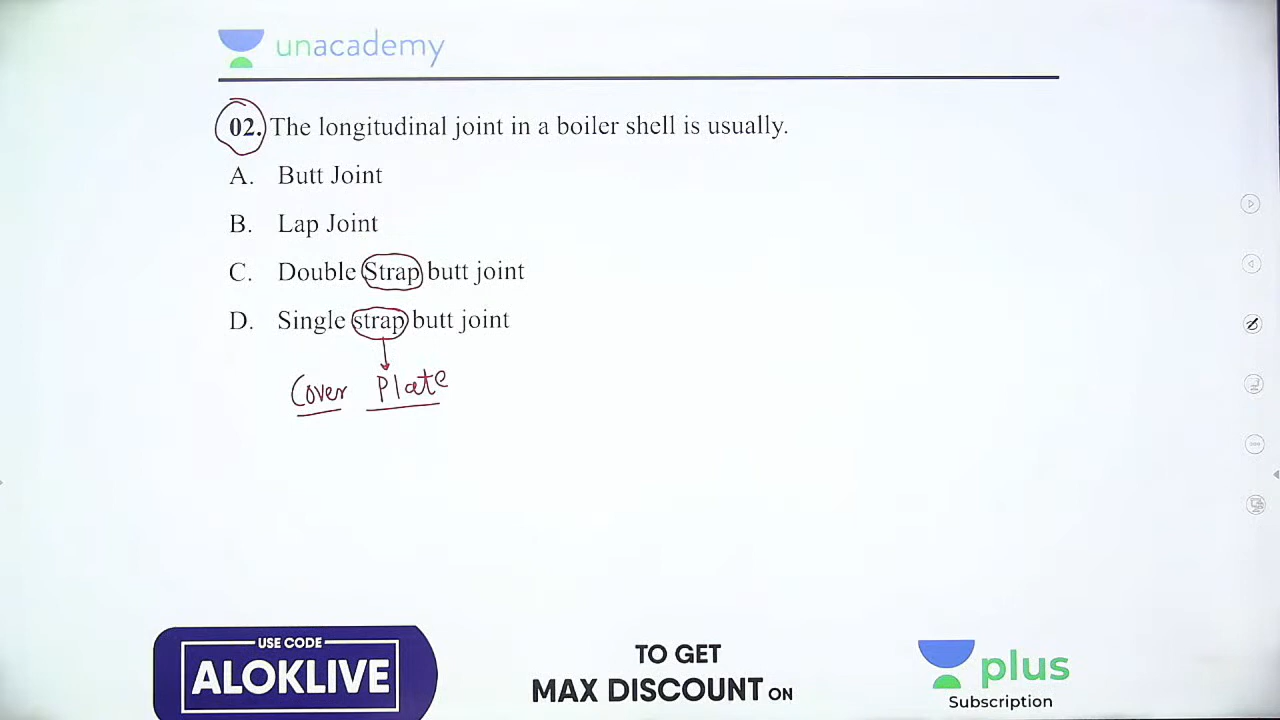 unacademy
02. The longitudinal joint in a boiler shell is usually.
A. Butt Joint
B. Lap Joint
C. Double Strap butt joint
D. Single strap butt joint
Cover Plate
USE CODE
ALOKLIVE
TO GET
MAX DISCOUNT ON
plus
Subscription